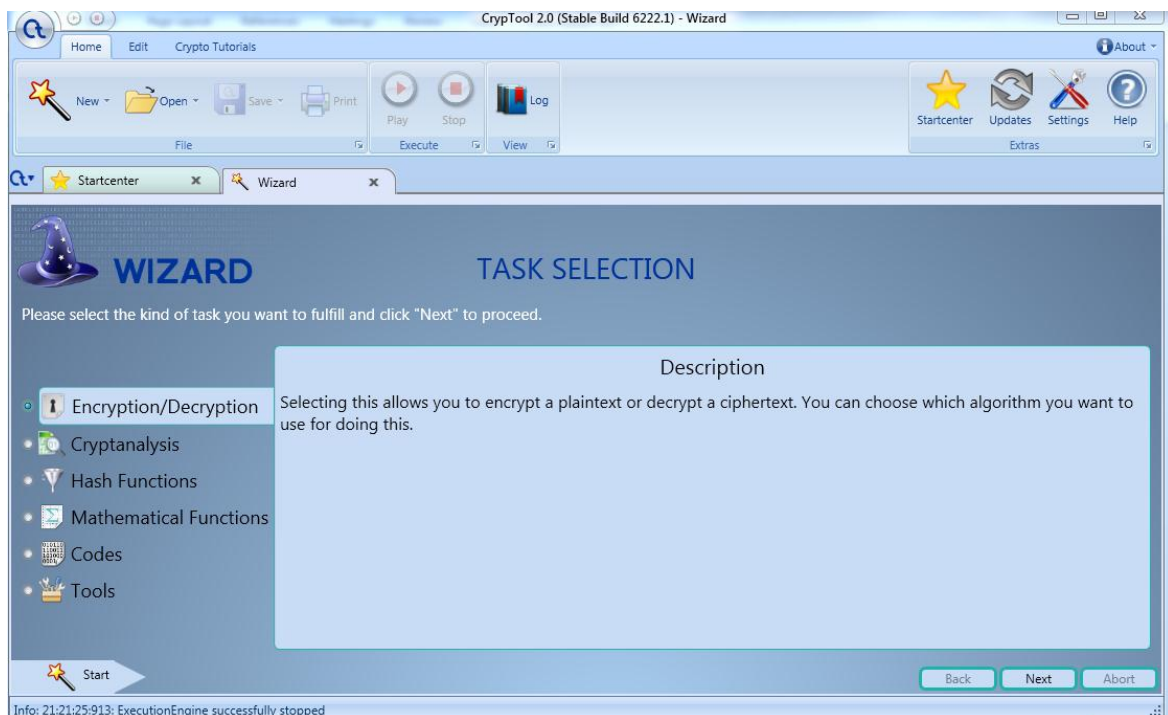 CrypTool 2.0 (Stable Build 6222.1) - Wizard
Ct
Home Edit Crypto Tutorials About
New Open Save Print Play Stop Log Startcenter Updates Settings Help
File Execute View Extras
Ct Startcenter x Wizard x
WIZARD
TASK SELECTION
Please select the kind of task you want to fulfill and click "Next" to proceed.
Description
Encryption/Decryption
Selecting this allows you to encrypt a plaintext or decrypt a ciphertext. You can choose which algorithm you want to
use for doing this.
Cryptanalysis
Hash Functions
Mathematical Functions
Codes
Tools
Start
Back Next Abort
Info: 21:21:25:913: ExecutionEngine successfully stopped